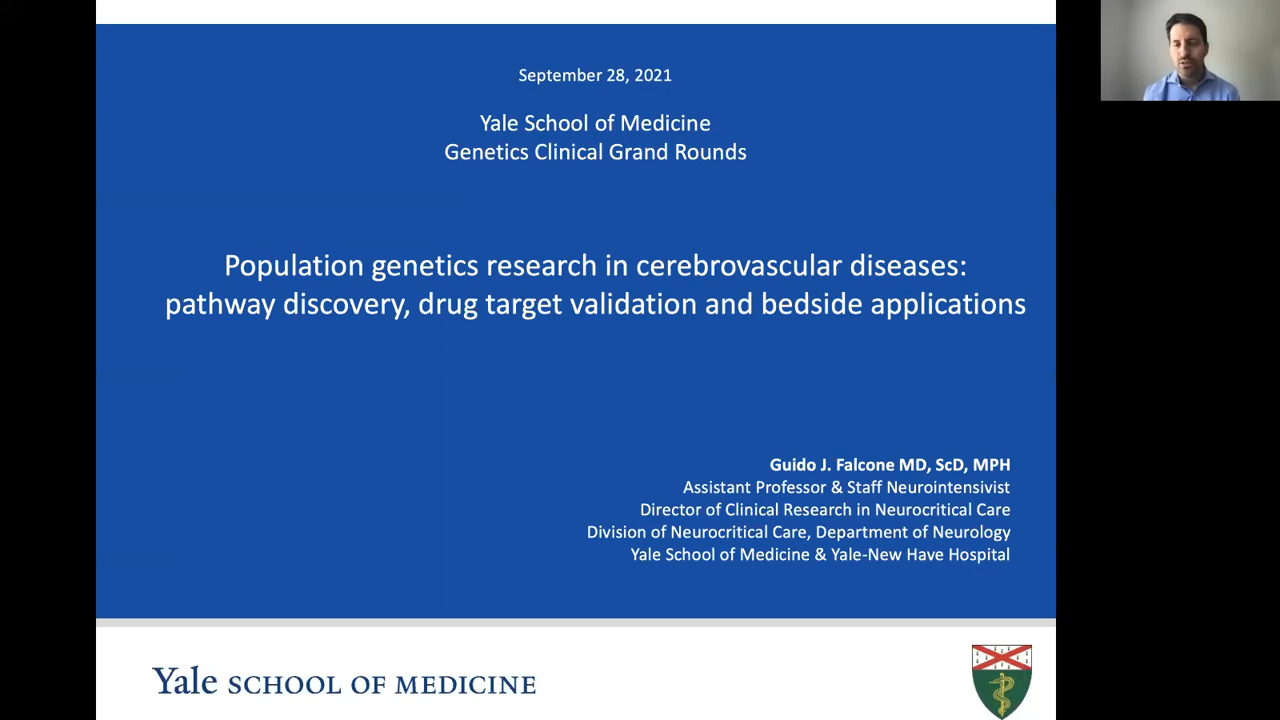 September 28, 2021
Yale School of Medicine
Genetics Clinical Grand Rounds
Population genetics research in cerebrovascular diseases:
pathway discovery, drug target validation and bedside applications
Guido J. Falcone MD, ScD, MPH
Assistant Professor & Staff Neurointensivist
Director of Clinical Research in Neurocritical Care
Division of Neurocritical Care, Department of Neurology
Yale School of Medicine & Yale-New Have Hospital
Yale SCHOOL OF MEDICINE